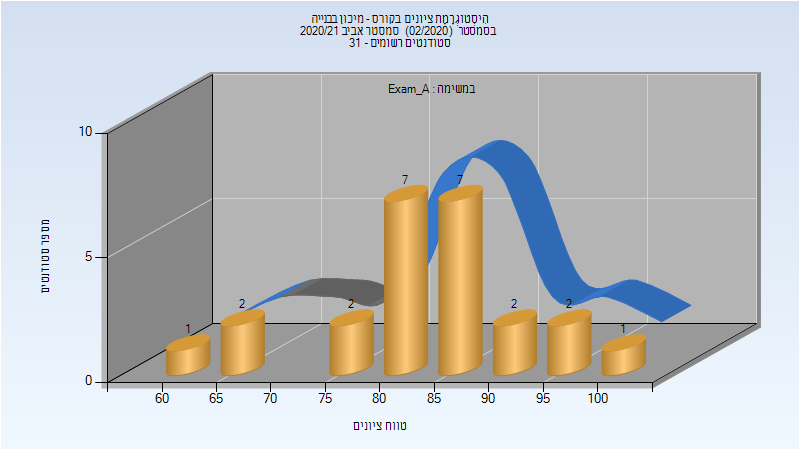 היסטוגרמת ציונים בקורס - מיכון בבנייה
בסמסטר (02/2020) סמסטר אביב 2020/21
סטודנטים רשומים - 31
במשימה : Exam_A
10
5
0
מספר סטודנטים
1
2
2
7
7
2
2
1
60 65 70 75 80 85 90 95 100
טווח ציונים